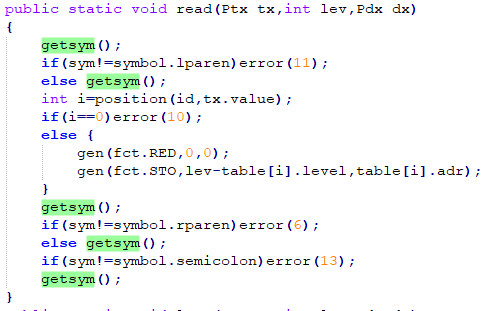 public static void read(Ptx tx,int lev,Pdx dx)
{
    getsym();
    if(sym!=symbol.lparen)error(11);
    else getsym();
    int i=position(id,tx.value);
    if(i==0)error(10);
    else {
        gen(fct.RED,0,0);
        gen(fct.STO,lev-table[i].level,table[i].adr);
    }
    getsym();
    if(sym!=symbol.rparen)error(6);
    else getsym();
    if(sym!=symbol.semicolon)error(13);
    getsym();
}